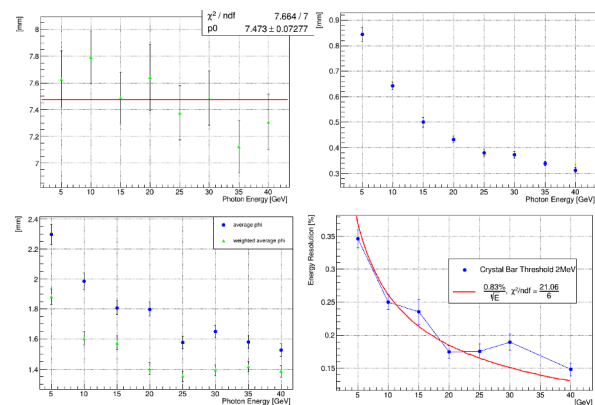 [mm]
χ² / ndf 7.664 / 7
p0 7.473 ± 0.07277
8
7.8
7.6
7.4
7.2
7
5 10 15 20 25 30 35 40
Photon Energy [GeV]
[mm]
0.9
0.8
0.7
0.6
0.5
0.4
0.3
5 10 15 20 25 30 35 40
Photon Energy [GeV]
[mm]
2.4
2.2
2
1.8
1.6
1.4
average phi
weighted average phi
5 10 15 20 25 30 35 40
Photon Energy [GeV]
Energy Resolution [%]
0.35
0.3
0.25
0.2
0.15
Crystal Bar Threshold 2MeV
0.83%/√E, χ²/ndf = 21.06/6
5 10 15 20 25 30 35 40
[GeV]